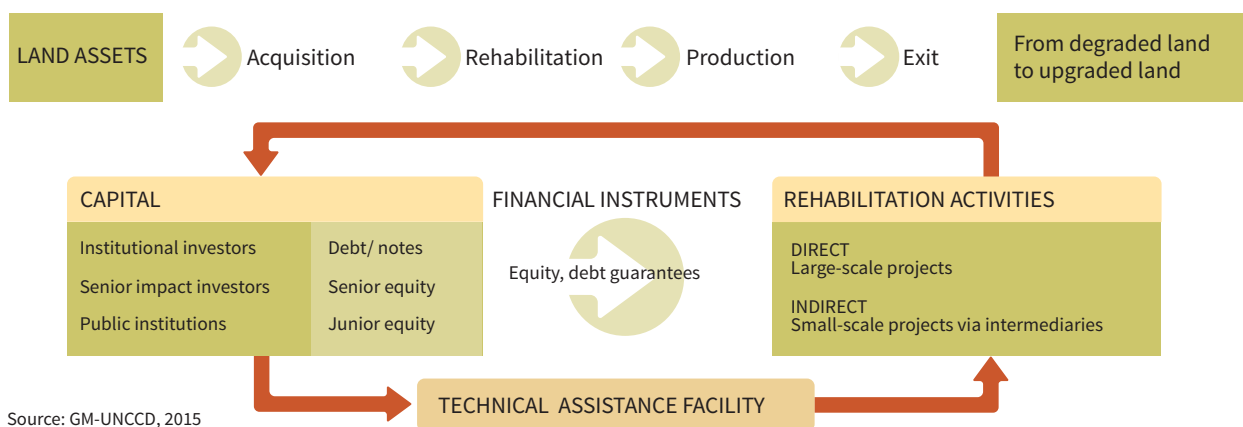 LAND ASSETS
Acquisition
Rehabilitation
Production
Exit
From degraded land
to upgraded land
CAPITAL
Institutional investors
Debt/ notes
Senior impact investors
Senior equity
Public institutions
Junior equity
FINANCIAL INSTRUMENTS
Equity, debt guarantees
REHABILITATION ACTIVITIES
DIRECT
Large-scale projects
INDIRECT
Small-scale projects via intermediaries
TECHNICAL ASSISTANCE FACILITY
Source: GM-UNCCD, 2015